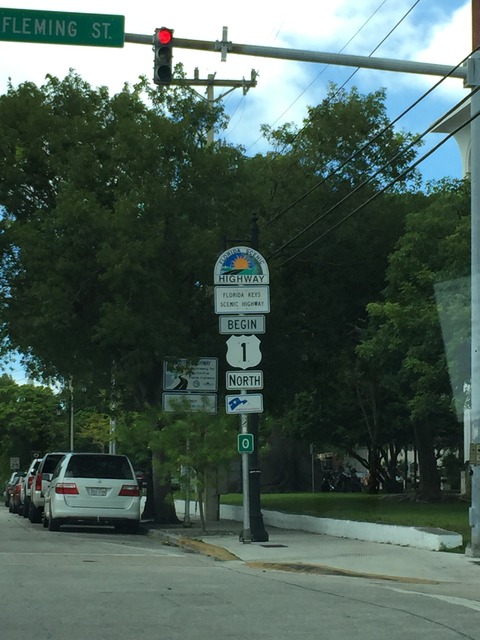 FLEMING ST.
FLORIDA SCENIC
HIGHWAY
FLORIDA KEYS
SCENIC HIGHWAY
BEGIN
1
NORTH
0